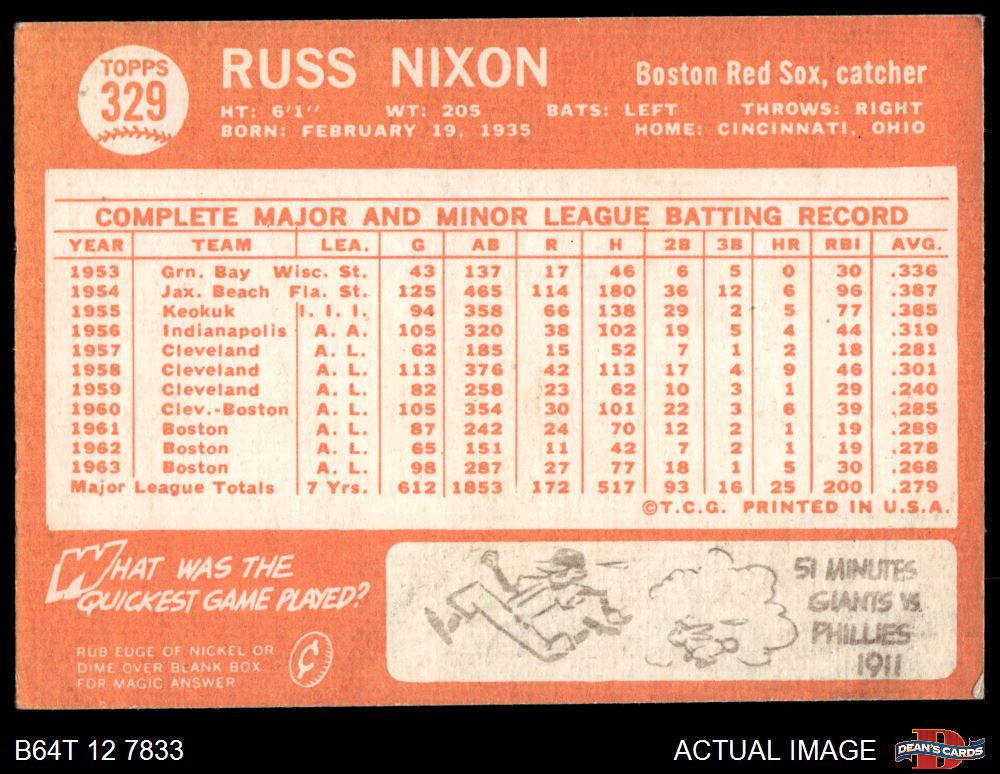 TOPPS
329
RUSS NIXON
Boston Red Sox, catcher
HT: 6'1" WT: 205 BATS: LEFT THROWS: RIGHT
BORN: FEBRUARY 19, 1935 HOME: CINCINNATI, OHIO
COMPLETE MAJOR AND MINOR LEAGUE BATTING RECORD
YEAR TEAM LEA. G AB R H 2B 3B HR RBI AVG.
1953 Grn. Bay Wisc. St. 43 137 17 46 6 5 0 30 .336
1954 Jax. Beach Fla. St. 125 465 114 180 36 12 6 96 .387
1955 Keokuk I. I. I. 94 358 66 138 29 2 5 77 .385
1956 Indianapolis A. A. 105 320 38 102 19 5 4 44 .319
1957 Cleveland A. L. 62 185 15 52 7 1 2 18 .281
1958 Cleveland A. L. 113 376 42 113 17 4 9 46 .301
1959 Cleveland A. L. 82 258 23 62 10 3 1 29 .240
1960 Clev.-Boston A. L. 105 354 30 101 22 3 6 39 .285
1961 Boston A. L. 87 242 24 70 12 2 1 19 .289
1962 Boston A. L. 65 151 11 42 7 2 1 19 .278
1963 Boston A. L. 98 287 27 77 18 1 5 30 .268
Major League Totals 7 Yrs. 612 1853 172 517 93 16 25 200 .279
©T.C.G. PRINTED IN U.S.A.
WHAT WAS THE
QUICKEST GAME PLAYED?
RUB EDGE OF NICKEL OR
DIME OVER BLANK BOX
FOR MAGIC ANSWER
¢
51 MINUTES
GIANTS VS.
PHILLIES
1911
B64T 12 7833
ACTUAL IMAGE
DEAN'S CARDS